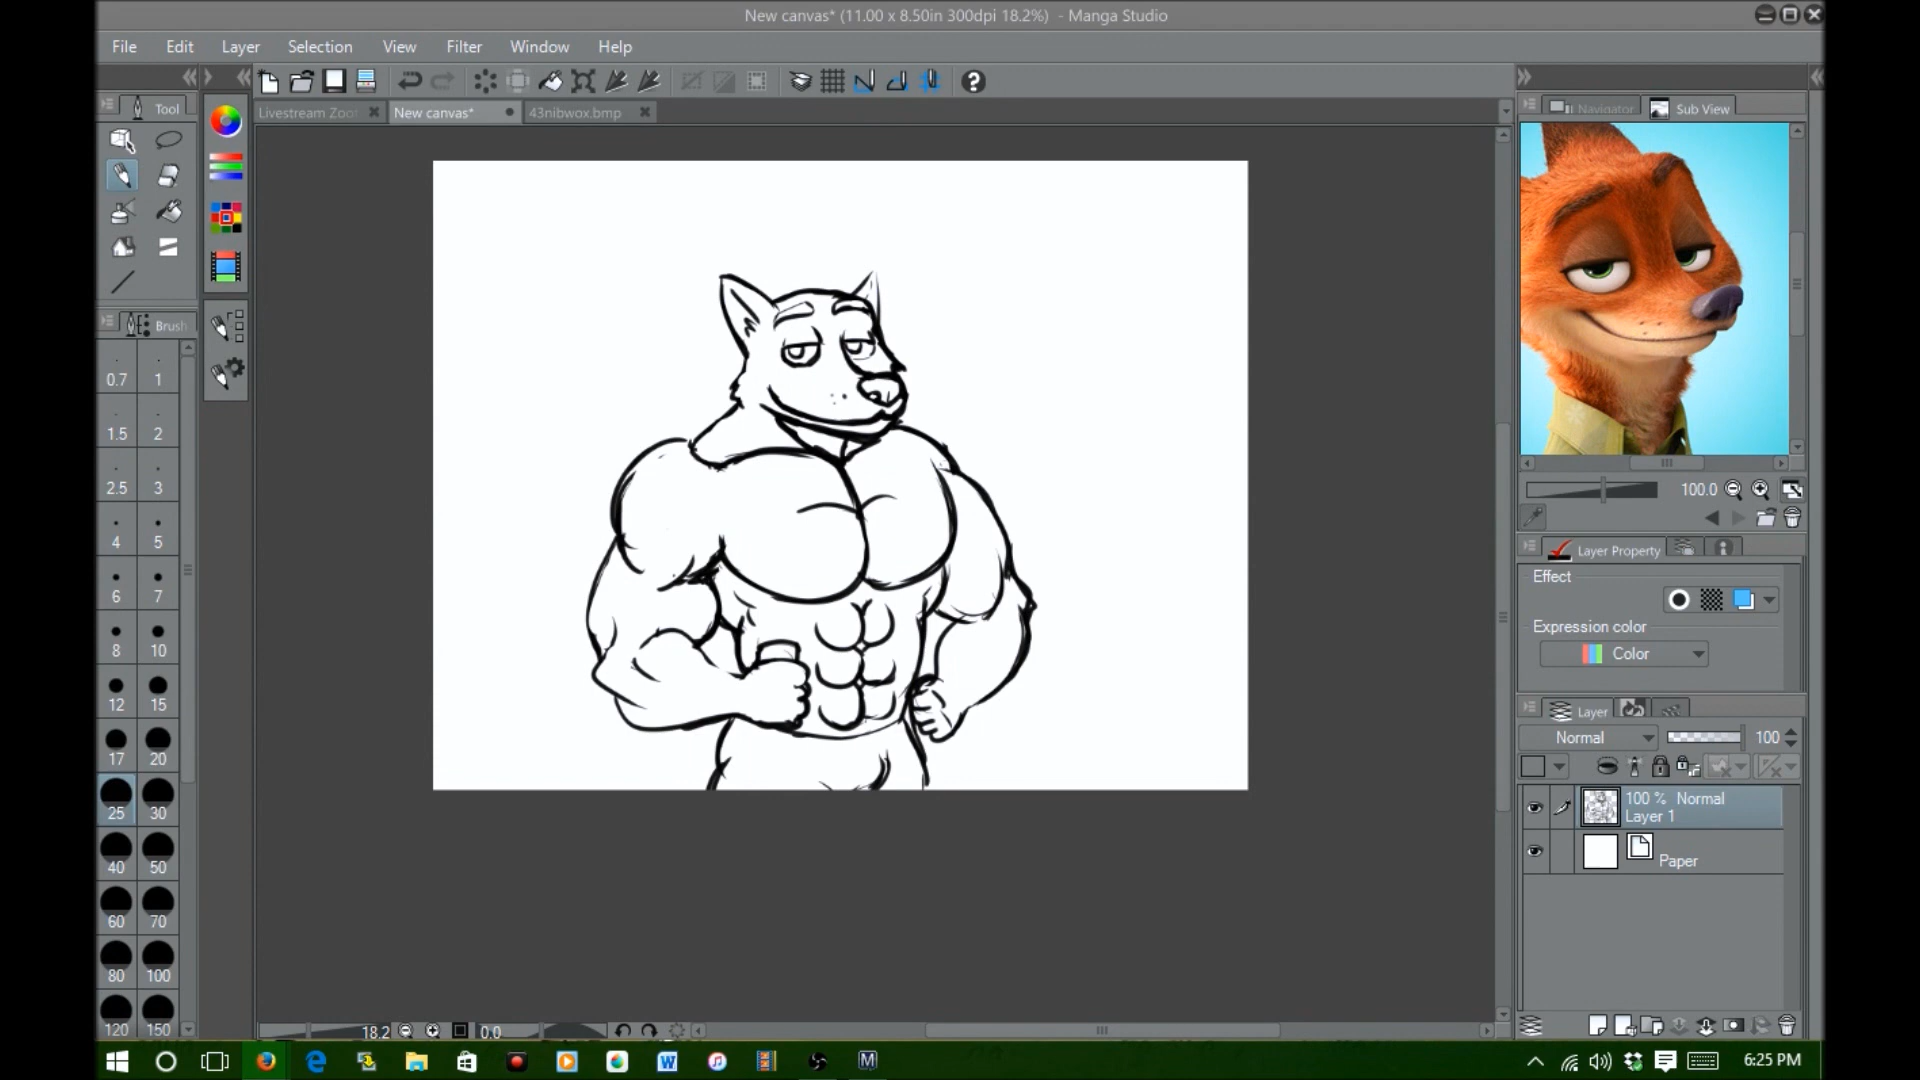 New canvas* (11.00 x 8.50in 300dpi 18.2%) - Manga Studio
File Edit Layer Selection View Filter Window Help
Tool
Livestream Zoot
New canvas*
43nibwox.bmp
Navigator
Sub View
Brush
0.7 1
1.5 2
2.5 3
4 5
6 7
8 10
12 15
17 20
25 30
40 50
60 70
80 100
120 150
100.0
Layer Property
Effect
Expression color
Color
Layer
Normal 100
100 % Normal
Layer 1
Paper
18.2 0.0
6:25 PM